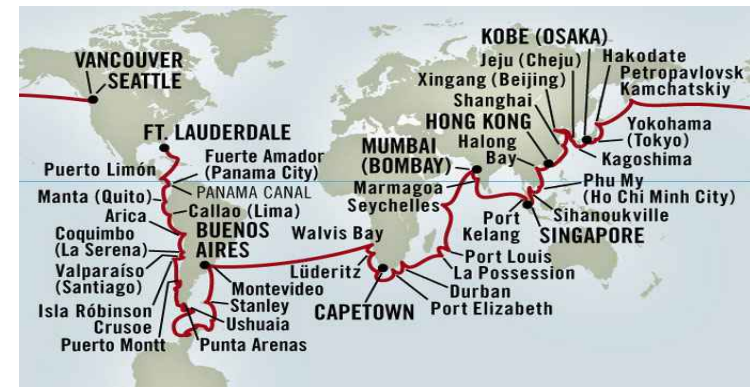 VANCOUVER
SEATTLE
FT. LAUDERDALE
Puerto Limón
Fuerte Amador
(Panama City)
PANAMA CANAL
Manta (Quito)
Arica
Callao (Lima)
Coquimbo
(La Serena)
BUENOS
AIRES
Valparaíso
(Santiago)
Isla Róbinson
Crusoe
Puerto Montt
Montevideo
Stanley
Ushuaia
Punta Arenas
Walvis Bay
Lüderitz
CAPETOWN
Port Elizabeth
Durban
La Possession
Port Louis
Seychelles
Marmagoa
MUMBAI
(BOMBAY)
Port
Kelang
SINGAPORE
Sihanoukville
Phu My
(Ho Chi Minh City)
Halong
Bay
HONG KONG
Shanghai
Xingang (Beijing)
Jeju (Cheju)
KOBE (OSAKA)
Kagoshima
Yokohama
(Tokyo)
Hakodate
Petropavlovsk
Kamchatskiy